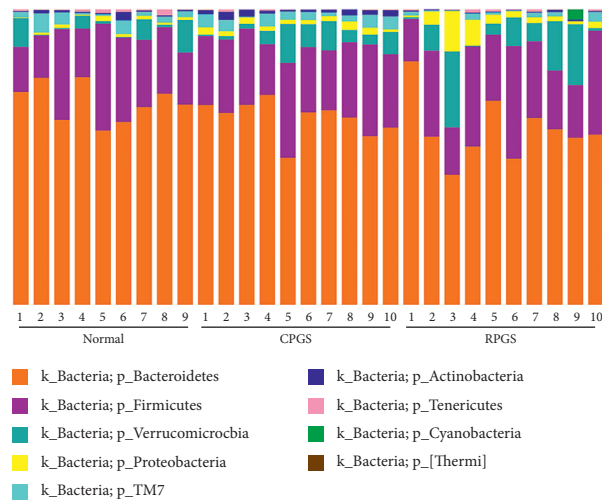 1 2 3 4 5 6 7 8 9 1 2 3 4 5 6 7 8 9 10 1 2 3 4 5 6 7 8 9 10
Normal CPGS RPGS
k_Bacteria; p_Bacteroidetes
k_Bacteria; p_Firmicutes
k_Bacteria; p_Verrucomicrcbia
k_Bacteria; p_Proteobacteria
k_Bacteria; p_TM7
k_Bacteria; p_Actinobacteria
k_Bacteria; p_Tenericutes
k_Bacteria; p_Cyanobacteria
k_Bacteria; p_[Thermi]